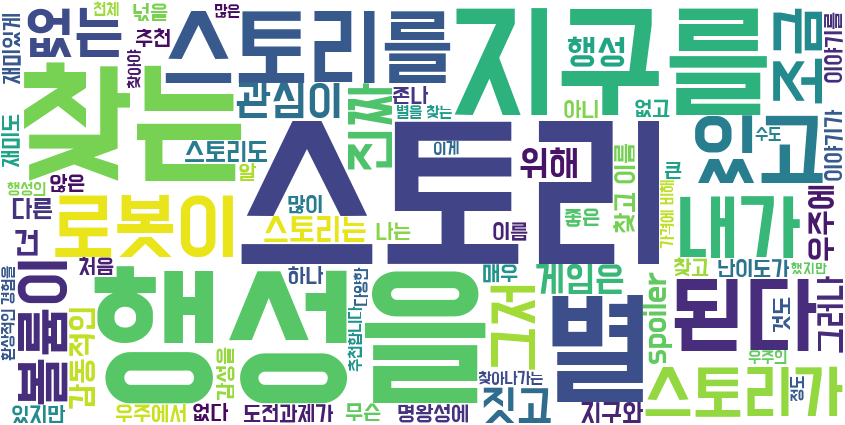 재미있게
없는
천체
넋을
추천
찾아야
많은
스토리를
지구를
행성
조금
이야기를
찾는
관심이
존나
진짜
별을 찾는
아니
없고
있고
수도
이야기가
재미도
스토리도
알
이게
스토리
위해
찾고 이름
큰
행성인
않은
다른
건
로봇이
많이
스토리는
나는
이름
좋은
가격에 비해
내가
우주에
처음
하나
매우
게임은
찾고
난이도가
했지만
환상적인 경험을
볼륨이
감동적인
행성을
다양한
추천합니다
그저
별
spoiler
된다
것도
그러나
감성을
우주의
찾아나가는
정도
있지만
우주에서
없다
도전과제가
무슨
명왕성에
짓고
지구와
스토리가